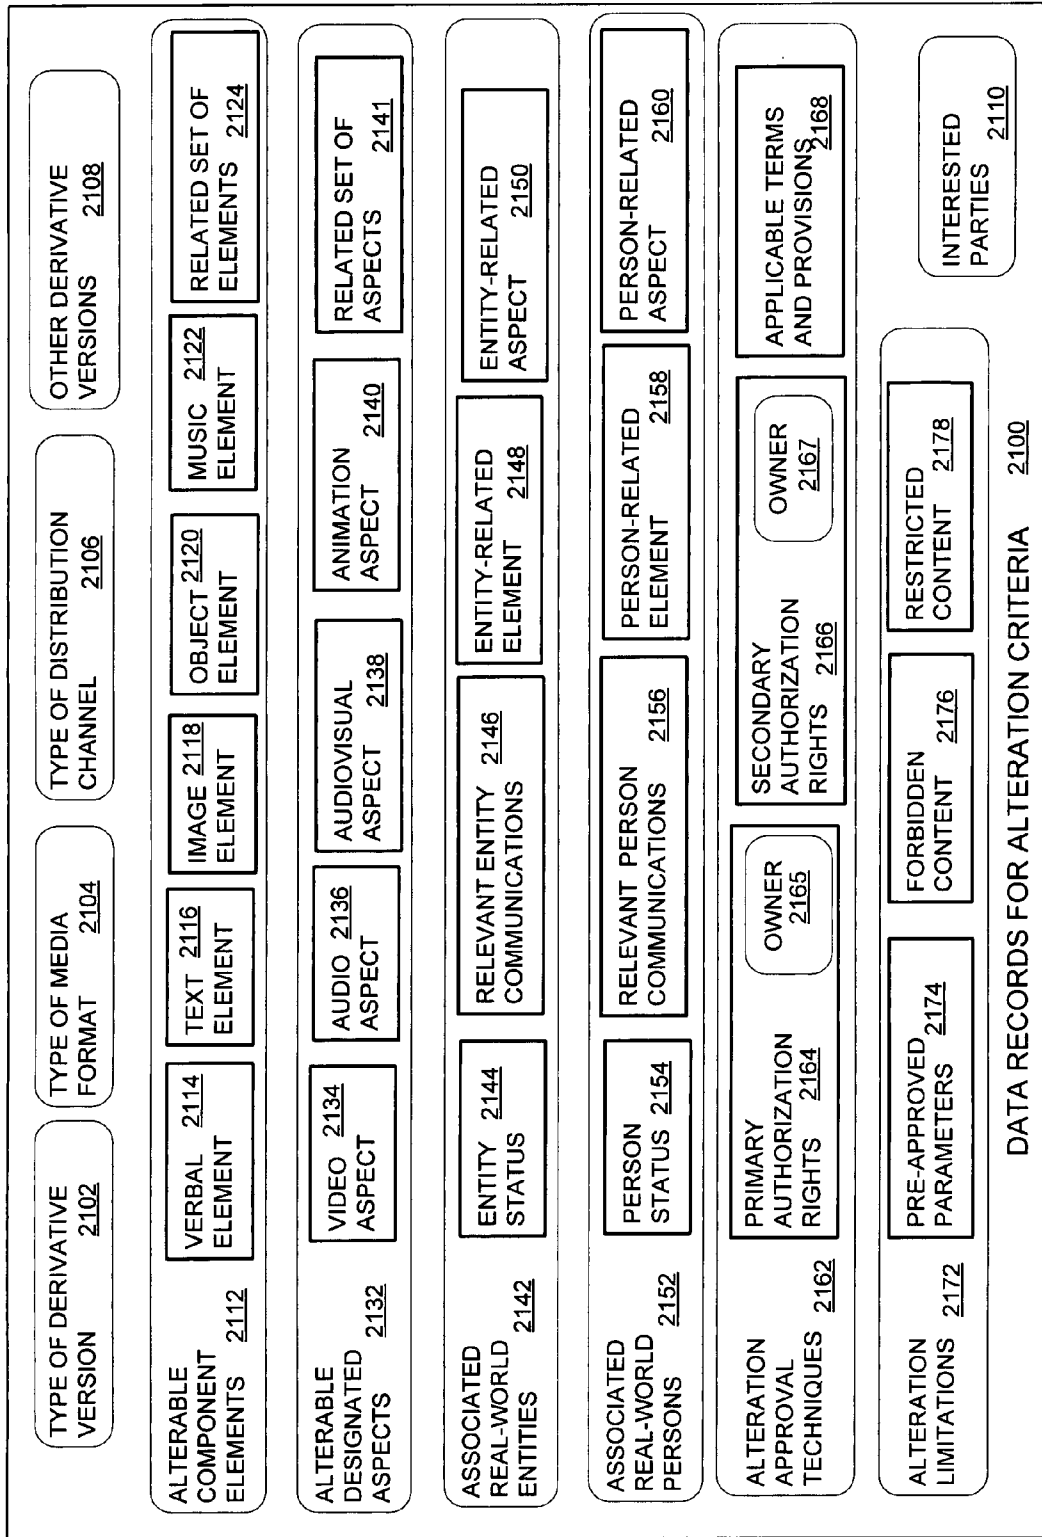 TYPE OF DERIVATIVE
VERSION 2102
TYPE OF MEDIA
FORMAT 2104
TYPE OF DISTRIBUTION
CHANNEL 2106
OTHER DERIVATIVE
VERSIONS 2108
ALTERABLE
COMPONENT
ELEMENTS 2112
VERBAL 2114
ELEMENT
TEXT 2116
ELEMENT
IMAGE 2118
ELEMENT
OBJECT 2120
ELEMENT
MUSIC 2122
ELEMENT
RELATED SET OF
ELEMENTS 2124
ALTERABLE
DESIGNATED
ASPECTS 2132
VIDEO 2134
ASPECT
AUDIO 2136
ASPECT
AUDIOVISUAL
ASPECT 2138
ANIMATION
ASPECT 2140
RELATED SET OF
ASPECTS 2141
ASSOCIATED
REAL-WORLD
ENTITIES 2142
ENTITY 2144
STATUS
RELEVANT ENTITY
COMMUNICATIONS 2146
ENTITY-RELATED
ELEMENT 2148
ENTITY-RELATED
ASPECT 2150
ASSOCIATED
REAL-WORLD
PERSONS 2152
PERSON
STATUS 2154
RELEVANT PERSON
COMMUNICATIONS 2156
PERSON-RELATED
ELEMENT 2158
PERSON-RELATED
ASPECT 2160
ALTERATION
APPROVAL
TECHNIQUES 2162
PRIMARY
AUTHORIZATION
RIGHTS 2164
OWNER
2165
SECONDARY
AUTHORIZATION
RIGHTS 2166
OWNER
2167
APPLICABLE TERMS
AND PROVISIONS 2168
ALTERATION
LIMITATIONS 2172
PRE-APPROVED
PARAMETERS 2174
FORBIDDEN
CONTENT 2176
RESTRICTED
CONTENT 2178
INTERESTED
PARTIES 2110
DATA RECORDS FOR ALTERATION CRITERIA 2100